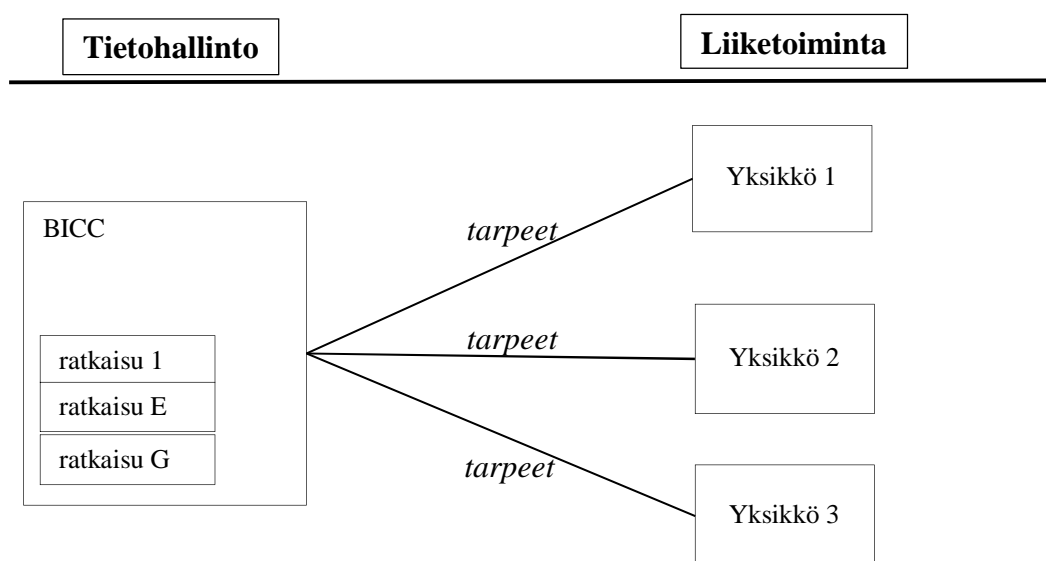 Tietohallinto
Liiketoiminta
BICC
ratkaisu 1
ratkaisu E
ratkaisu G
tarpeet
tarpeet
tarpeet
Yksikkö 1
Yksikkö 2
Yksikkö 3